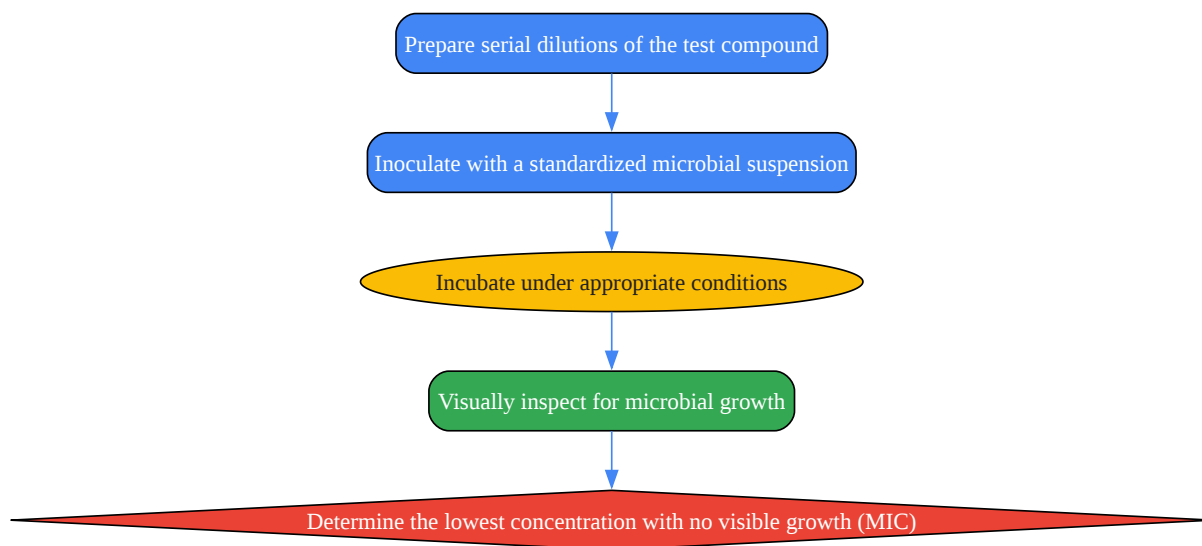 Prepare serial dilutions of the test compound
Inoculate with a standardized microbial suspension
Incubate under appropriate conditions
Visually inspect for microbial growth
Determine the lowest concentration with no visible growth (MIC)